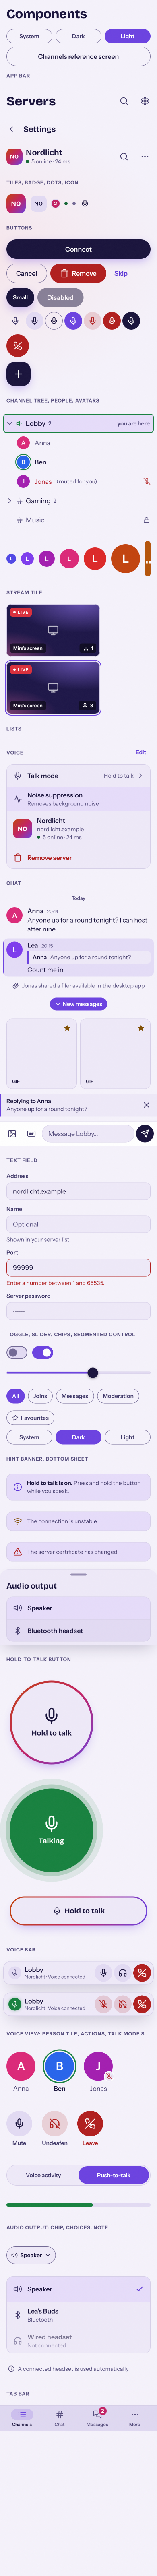 Components
System
Dark
Light
Channels reference screen
APP BAR
Servers
Settings
NO
Nordlicht
5 online · 24 ms
TILES, BADGE, DOTS, ICON
NO
NO
2
BUTTONS
Connect
Cancel
Remove
Skip
Small
Disabled
CHANNEL TREE, PEOPLE, AVATARS
Lobby 2
you are here
A
Anna
B
Ben
J
Jonas (muted for you)
Gaming 2
Music
L
L
L
L
L
L
STREAM TILE
LIVE
Mini's screen
1
LIVE
Mini's screen
3
LISTS
VOICE
Edit
Talk mode
Hold to talk
Noise suppression
Removes background noise
NO
Nordlicht
nordlicht.example
5 online · 24 ms
Remove server
CHAT
Today
A
Anna 20:14
Anyone up for a round tonight? I can host
after nine.
L
Lea 20:15
Anna Anyone up for a round tonight?
Count me in.
Jonas shared a file · available in the desktop app
New messages
GIF
GIF
Replying to Anna
Anyone up for a round tonight?
Message Lobby...
TEXT FIELD
Address
nordlicht.example
Name
Optional
Shown in your server list.
Port
99999
Enter a number between 1 and 65535.
Server password
••••••
TOGGLE, SLIDER, CHIPS, SEGMENTED CONTROL
All
Joins
Messages
Moderation
Favourites
System
Dark
Light
HINT BANNER, BOTTOM SHEET
Hold to talk is on. Press and hold the button
while you speak.
The connection is unstable.
The server certificate has changed.
Audio output
Speaker
Bluetooth headset
HOLD-TO-TALK BUTTON
Hold to talk
Talking
Hold to talk
VOICE BAR
Lobby
Nordlicht · Voice connected
Lobby
Nordlicht · Voice connected
VOICE VIEW: PERSON TILE, ACTIONS, TALK MODE S...
A
B
J
Anna
Ben
Jonas
Mute
Undeafen
Leave
Voice activity
Push-to-talk
AUDIO OUTPUT: CHIP, CHOICES, NOTE
Speaker
Speaker
Lea's Buds
Bluetooth
Wired headset
Not connected
A connected headset is used automatically
TAB BAR
2
Channels
Chat
Messages
More